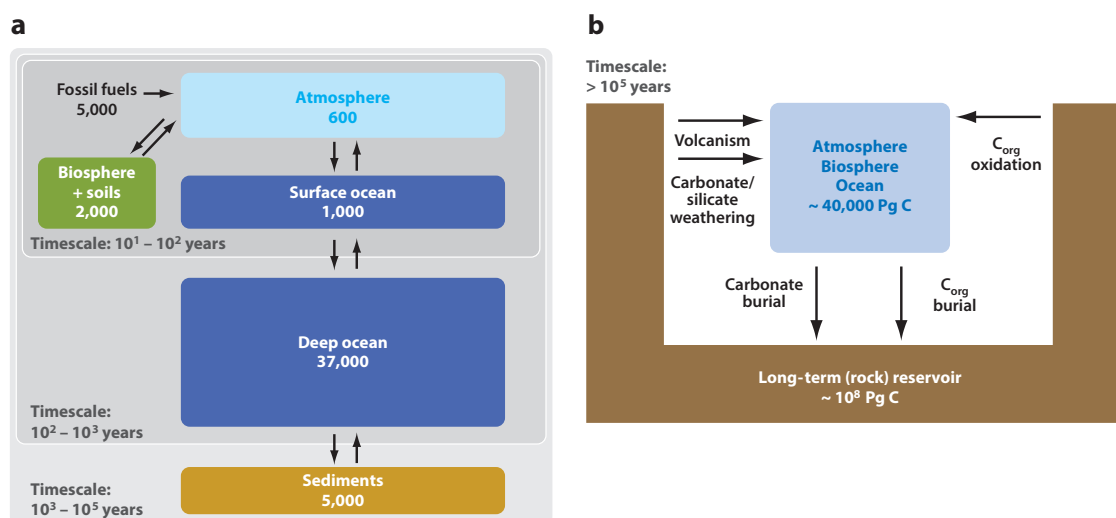 a
Fossil fuels
5,000
Atmosphere
600
Biosphere
+ soils
2,000
Surface ocean
1,000
Timescale: 10¹ – 10² years
Deep ocean
37,000
Timescale:
10² – 10³ years
Sediments
5,000
Timescale:
10³ – 10⁵ years
b
Timescale:
> 10⁵ years
Volcanism
Carbonate/
silicate
weathering
Atmosphere
Biosphere
Ocean
~ 40,000 Pg C
C_org
oxidation
Carbonate
burial
C_org
burial
Long-term (rock) reservoir
~ 10⁸ Pg C